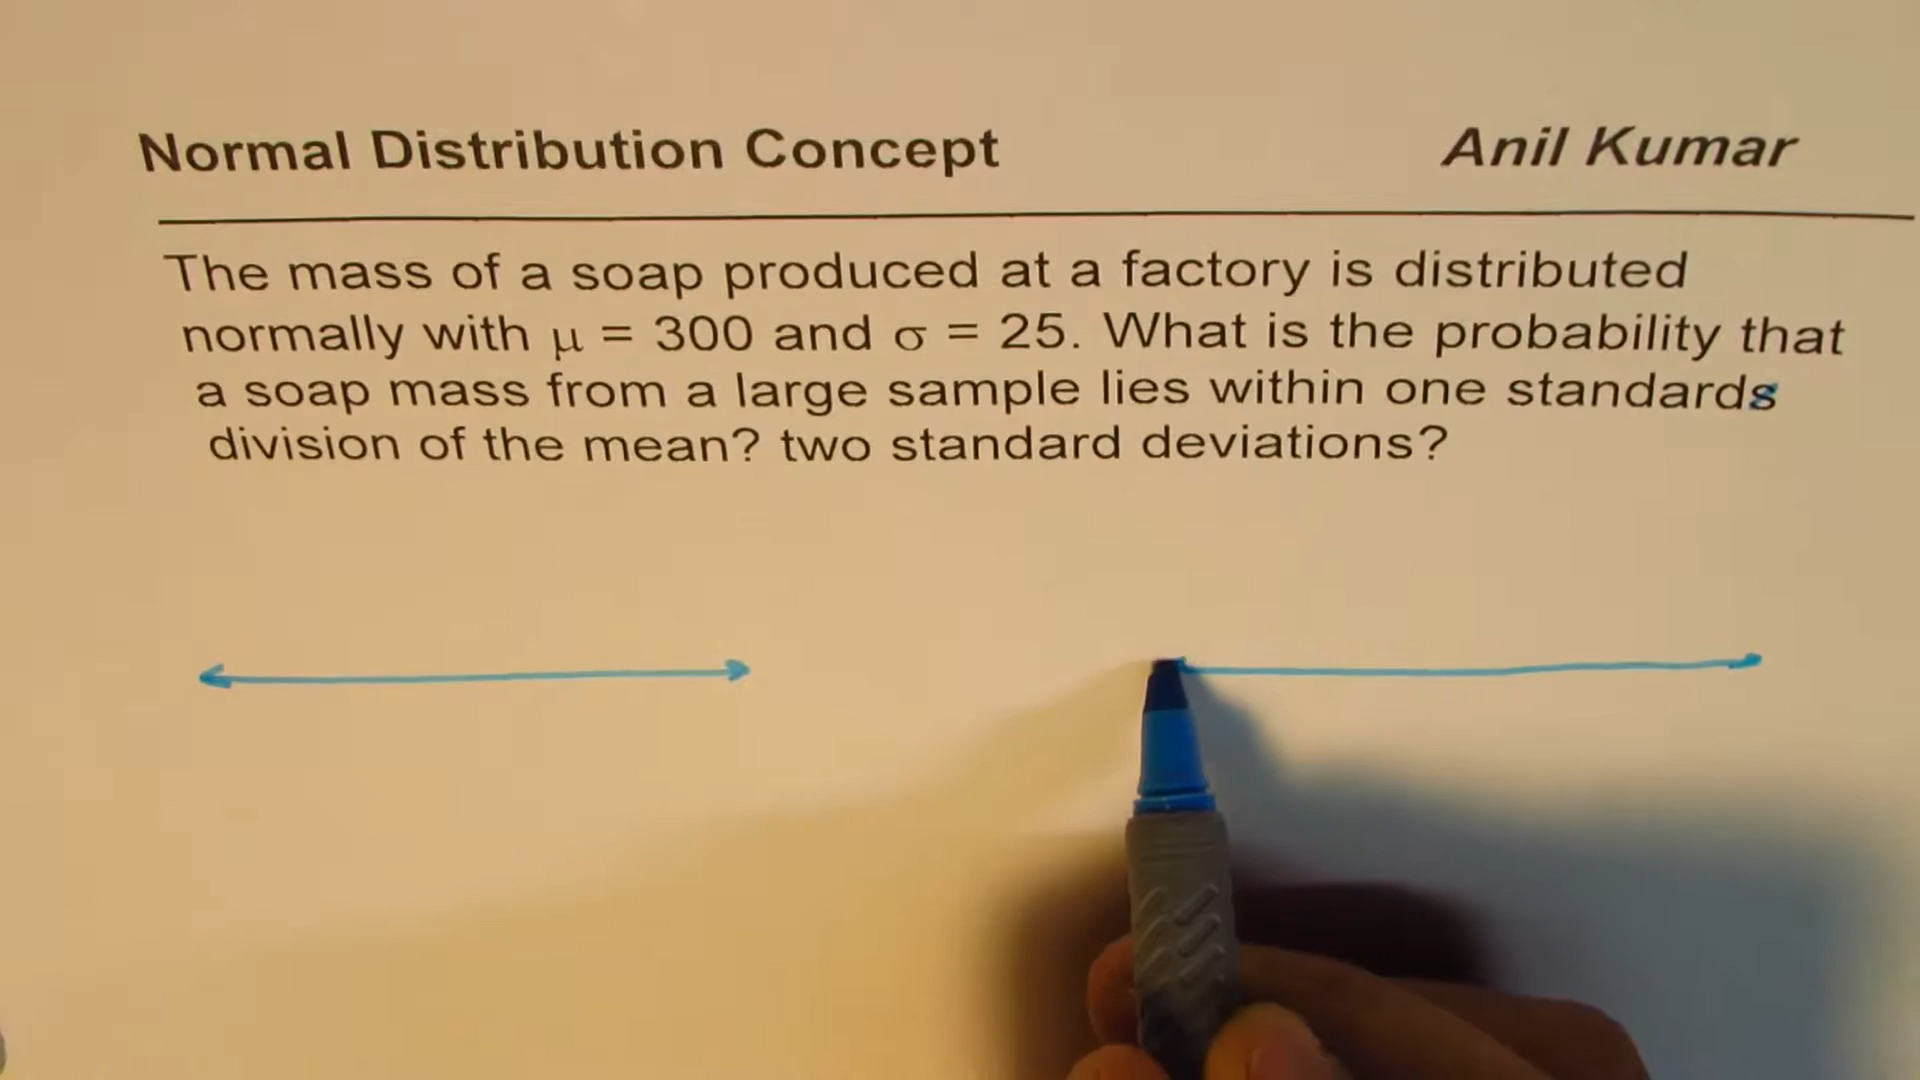 Normal Distribution Concept Anil Kumar
The mass of a soap produced at a factory is distributed
normally with μ = 300 and σ = 25. What is the probability that
a soap mass from a large sample lies within one standards
division of the mean? two standard deviations?